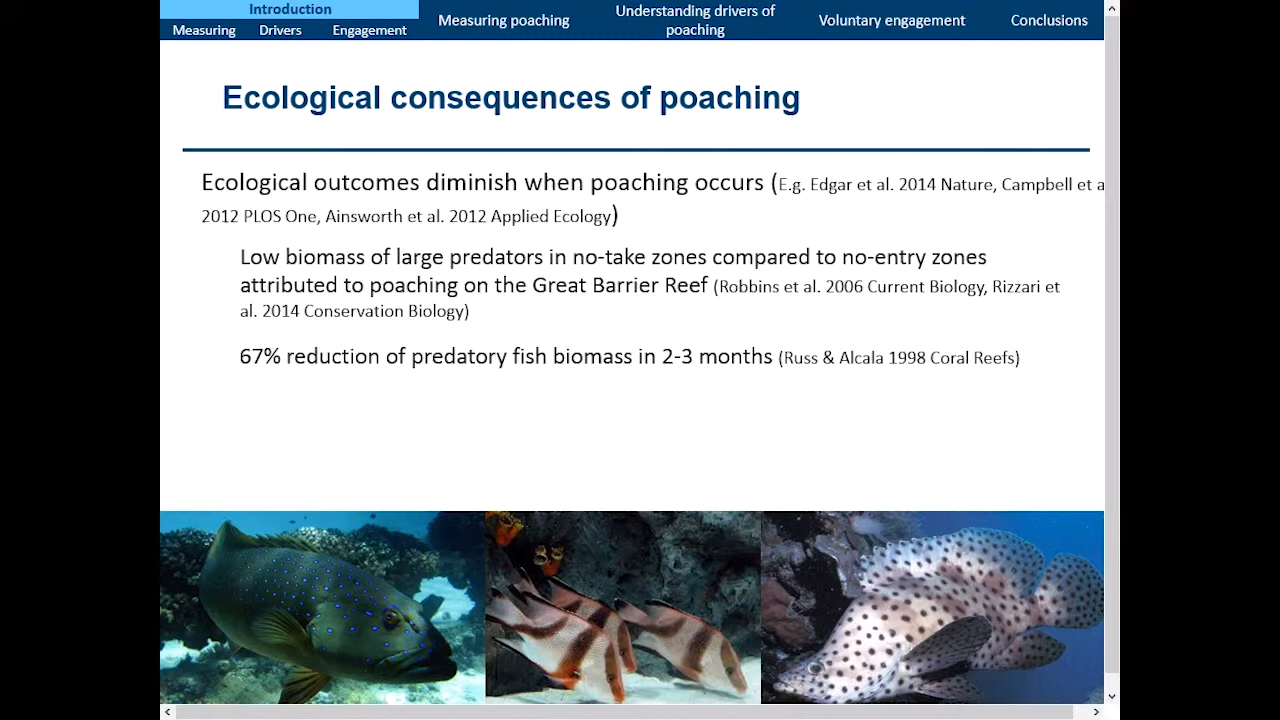 Introduction
Measuring Drivers Engagement
Measuring poaching
Understanding drivers of
poaching
Voluntary engagement
Conclusions
Ecological consequences of poaching
Ecological outcomes diminish when poaching occurs (E.g. Edgar et al. 2014 Nature, Campbell et a
2012 PLOS One, Ainsworth et al. 2012 Applied Ecology)
Low biomass of large predators in no-take zones compared to no-entry zones
attributed to poaching on the Great Barrier Reef (Robbins et al. 2006 Current Biology, Rizzari et
al. 2014 Conservation Biology)
67% reduction of predatory fish biomass in 2-3 months (Russ & Alcala 1998 Coral Reefs)